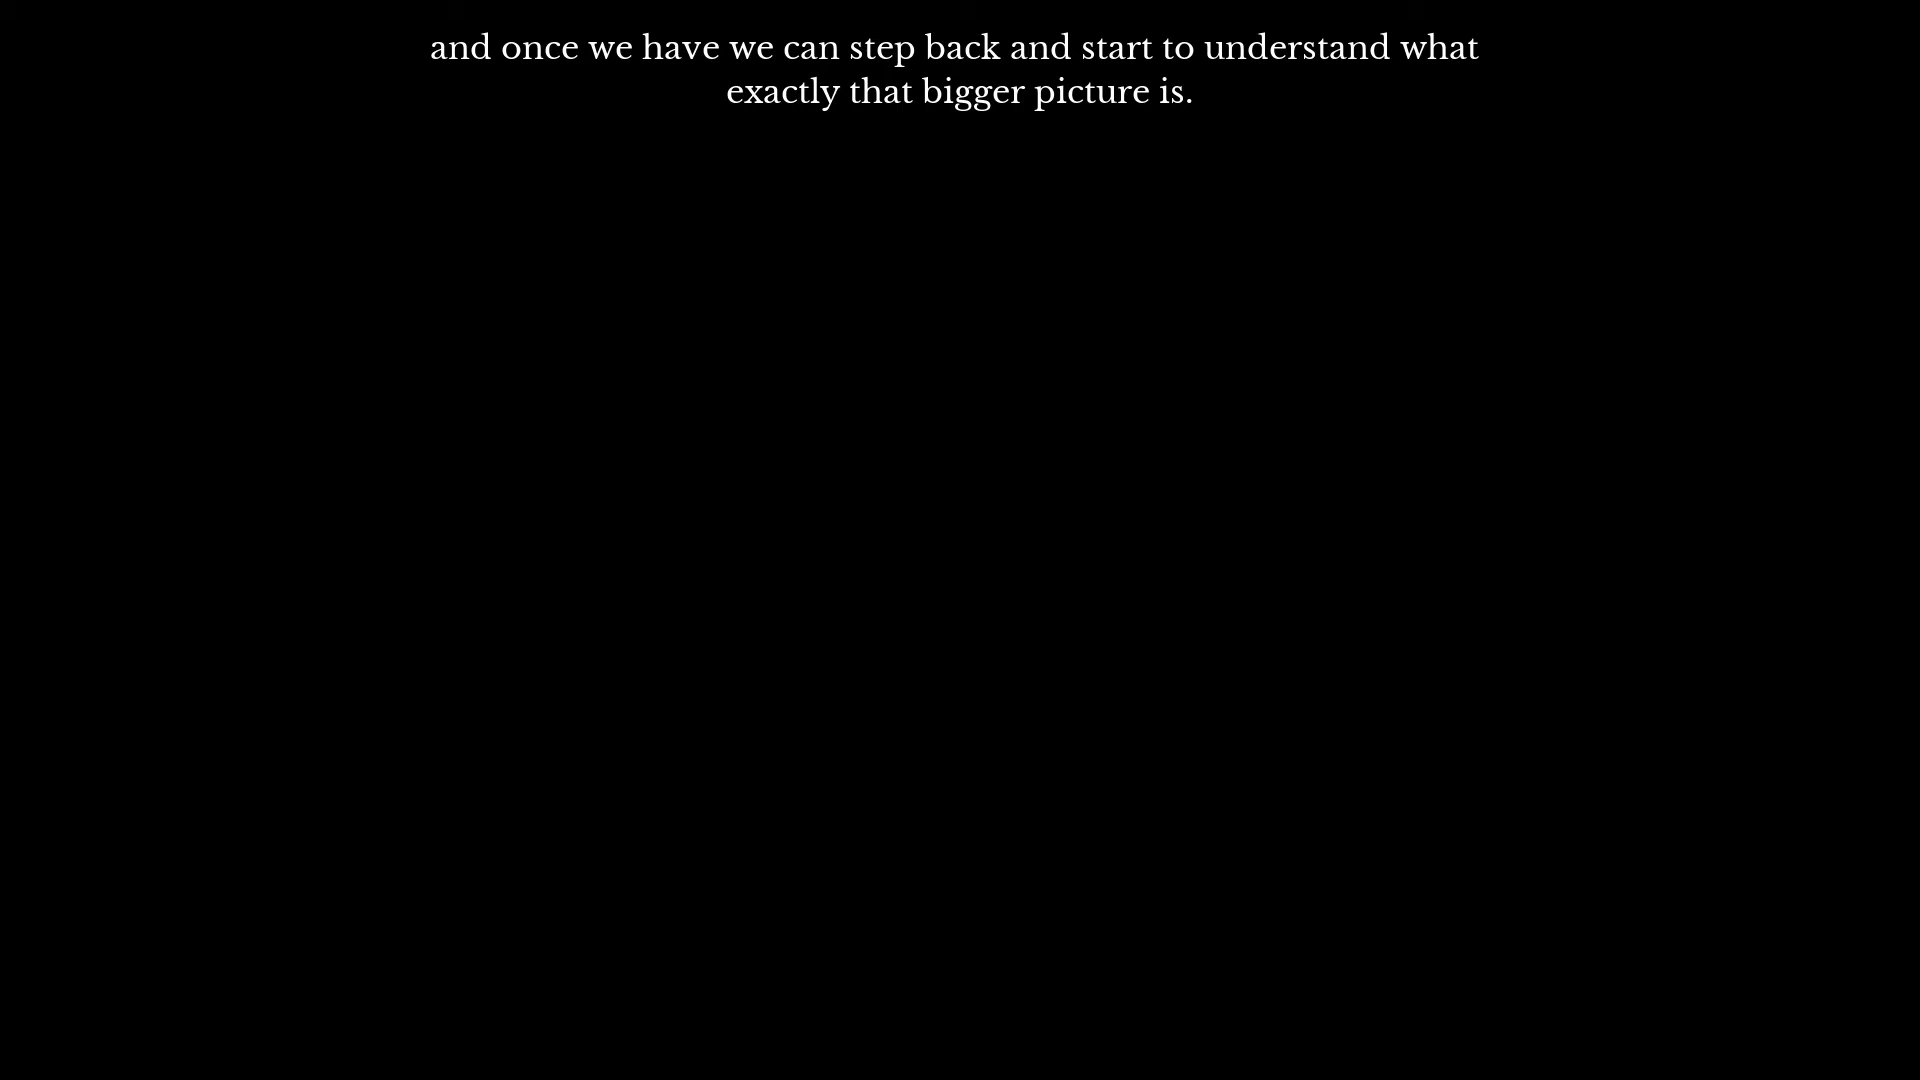 and once we have we can step back and start to understand what
exactly that bigger picture is.